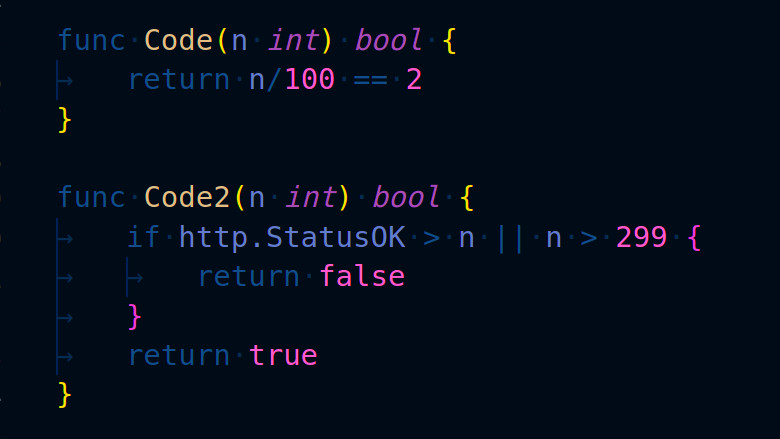 func Code(n int) bool {
	return n/100 == 2
}

func Code2(n int) bool {
	if http.StatusOK > n || n > 299 {
		return false
	}
	return true
}